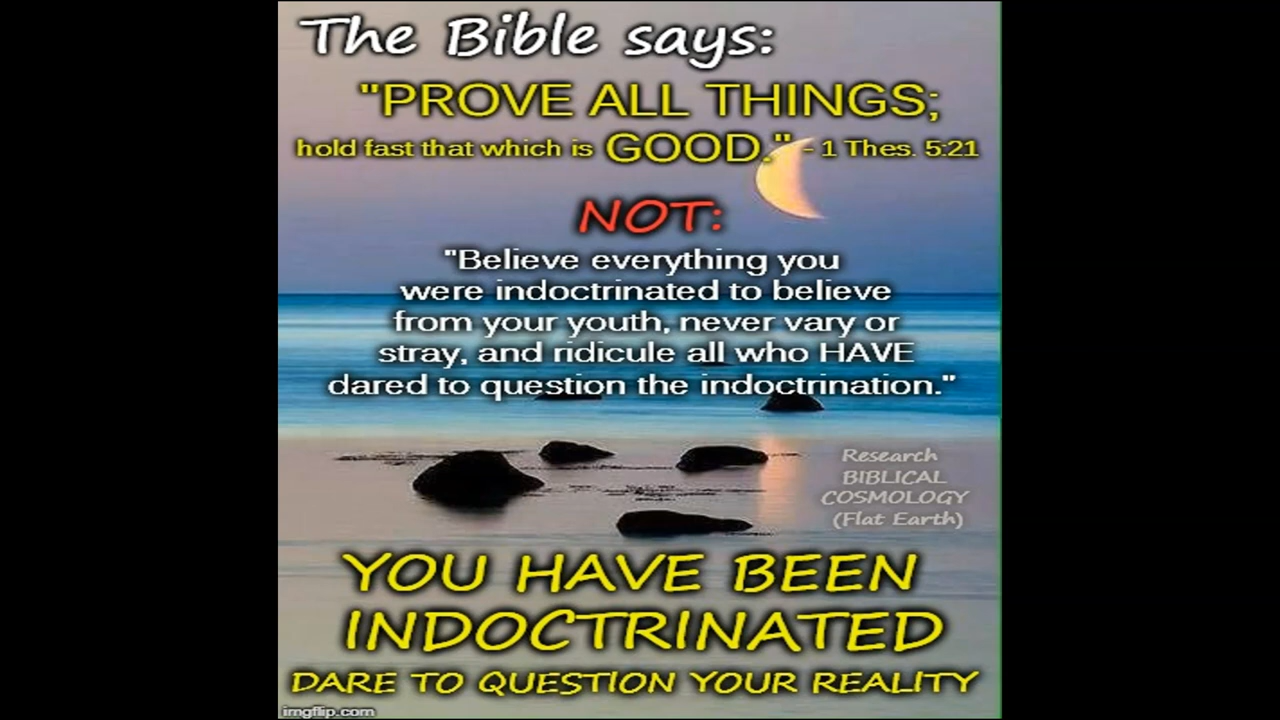 The Bible says:
"PROVE ALL THINGS;
hold fast that which is GOOD." - 1 Thes. 5:21
NOT:
"Believe everything you
were indoctrinated to believe
from your youth, never vary or
stray, and ridicule all who HAVE
dared to question the indoctrination."
Research
BIBLICAL
COSMOLOGY
(Flat Earth)
YOU HAVE BEEN
INDOCTRINATED
DARE TO QUESTION YOUR REALITY
imgflip.com